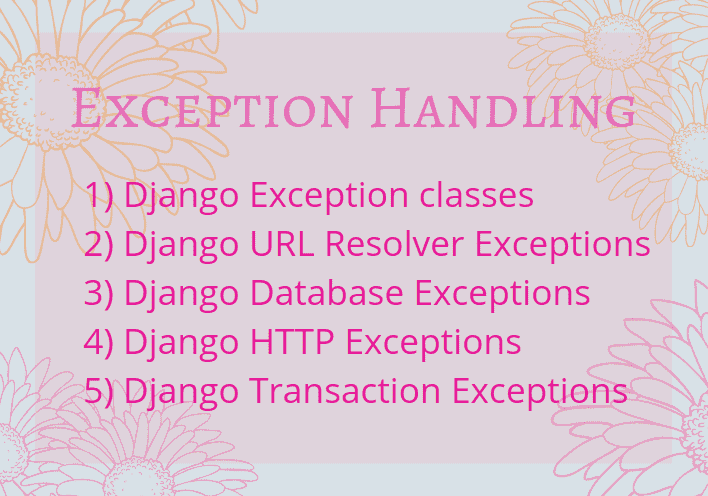 Exception Handling
1) Django Exception classes
2) Django URL Resolver Exceptions
3) Django Database Exceptions
4) Django HTTP Exceptions
5) Django Transaction Exceptions